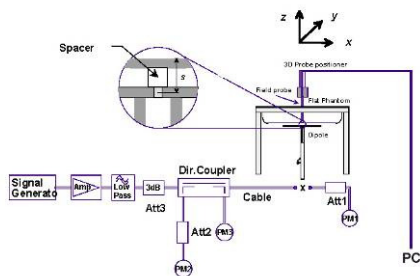 z
y
x
Spacer
s
3D Probe positioner
Field probe
Flat Phantom
Dipole
Dir.Coupler
Signal
Generato
Amp
Low
Pass
3dB
Att3
Cable
x
Att1
Att2
PM3
PM1
PM2
PC